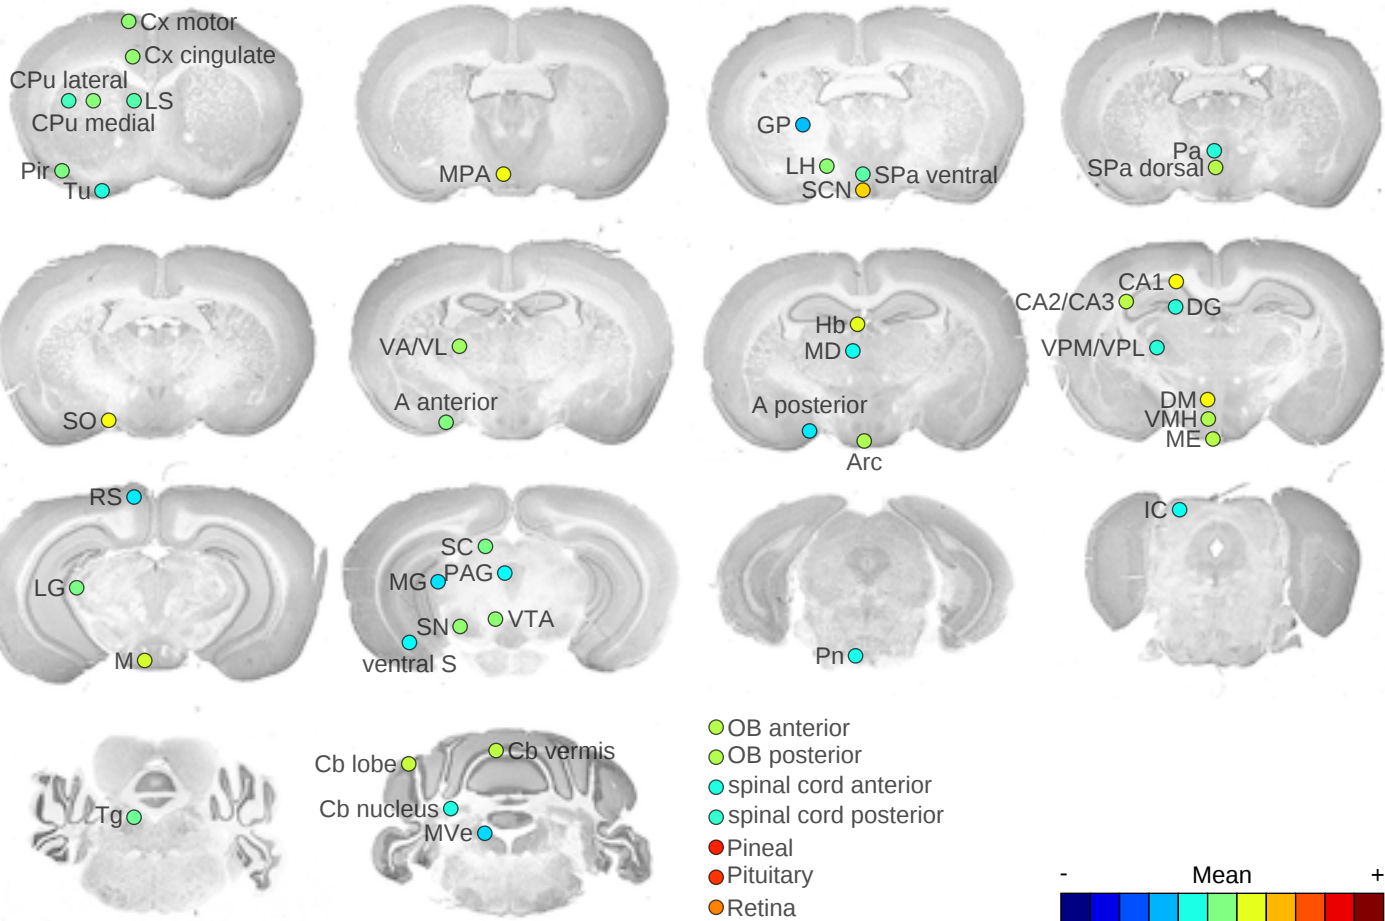 Cx motor
Cx cingulate
CPu lateral
LS
CPu medial
Pir
Tu
MPA
GP
LH
SPa ventral
SCN
Pa
SPa dorsal
SO
VA/VL
A anterior
Hb
MD
A posterior
Arc
CA1
CA2/CA3
DG
VPM/VPL
DM
VMH
ME
RS
LG
M
SC
MG
PAG
SN
VTA
ventral S
Pn
IC
Tg
Cb lobe
Cb vermis
Cb nucleus
MVe
OB anterior
OB posterior
spinal cord anterior
spinal cord posterior
Pineal
Pituitary
Retina
- Mean +